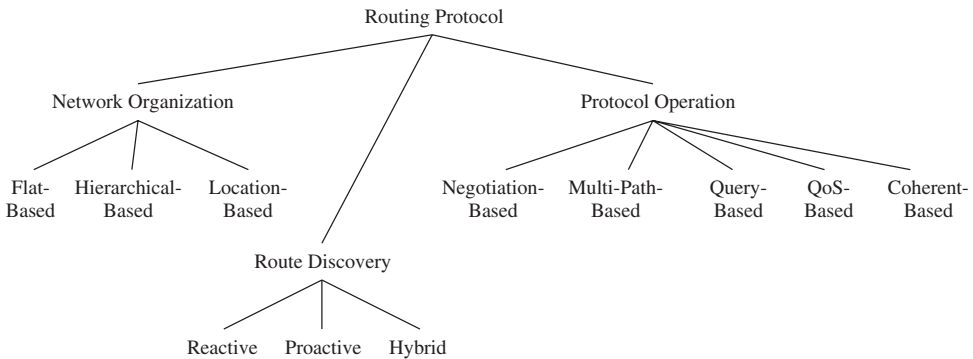 Routing Protocol
Network Organization
Protocol Operation
Flat-
Based
Hierarchical-
Based
Location-
Based
Negotiation-
Based
Multi-Path-
Based
Query-
Based
QoS-
Based
Coherent-
Based
Route Discovery
Reactive
Proactive
Hybrid